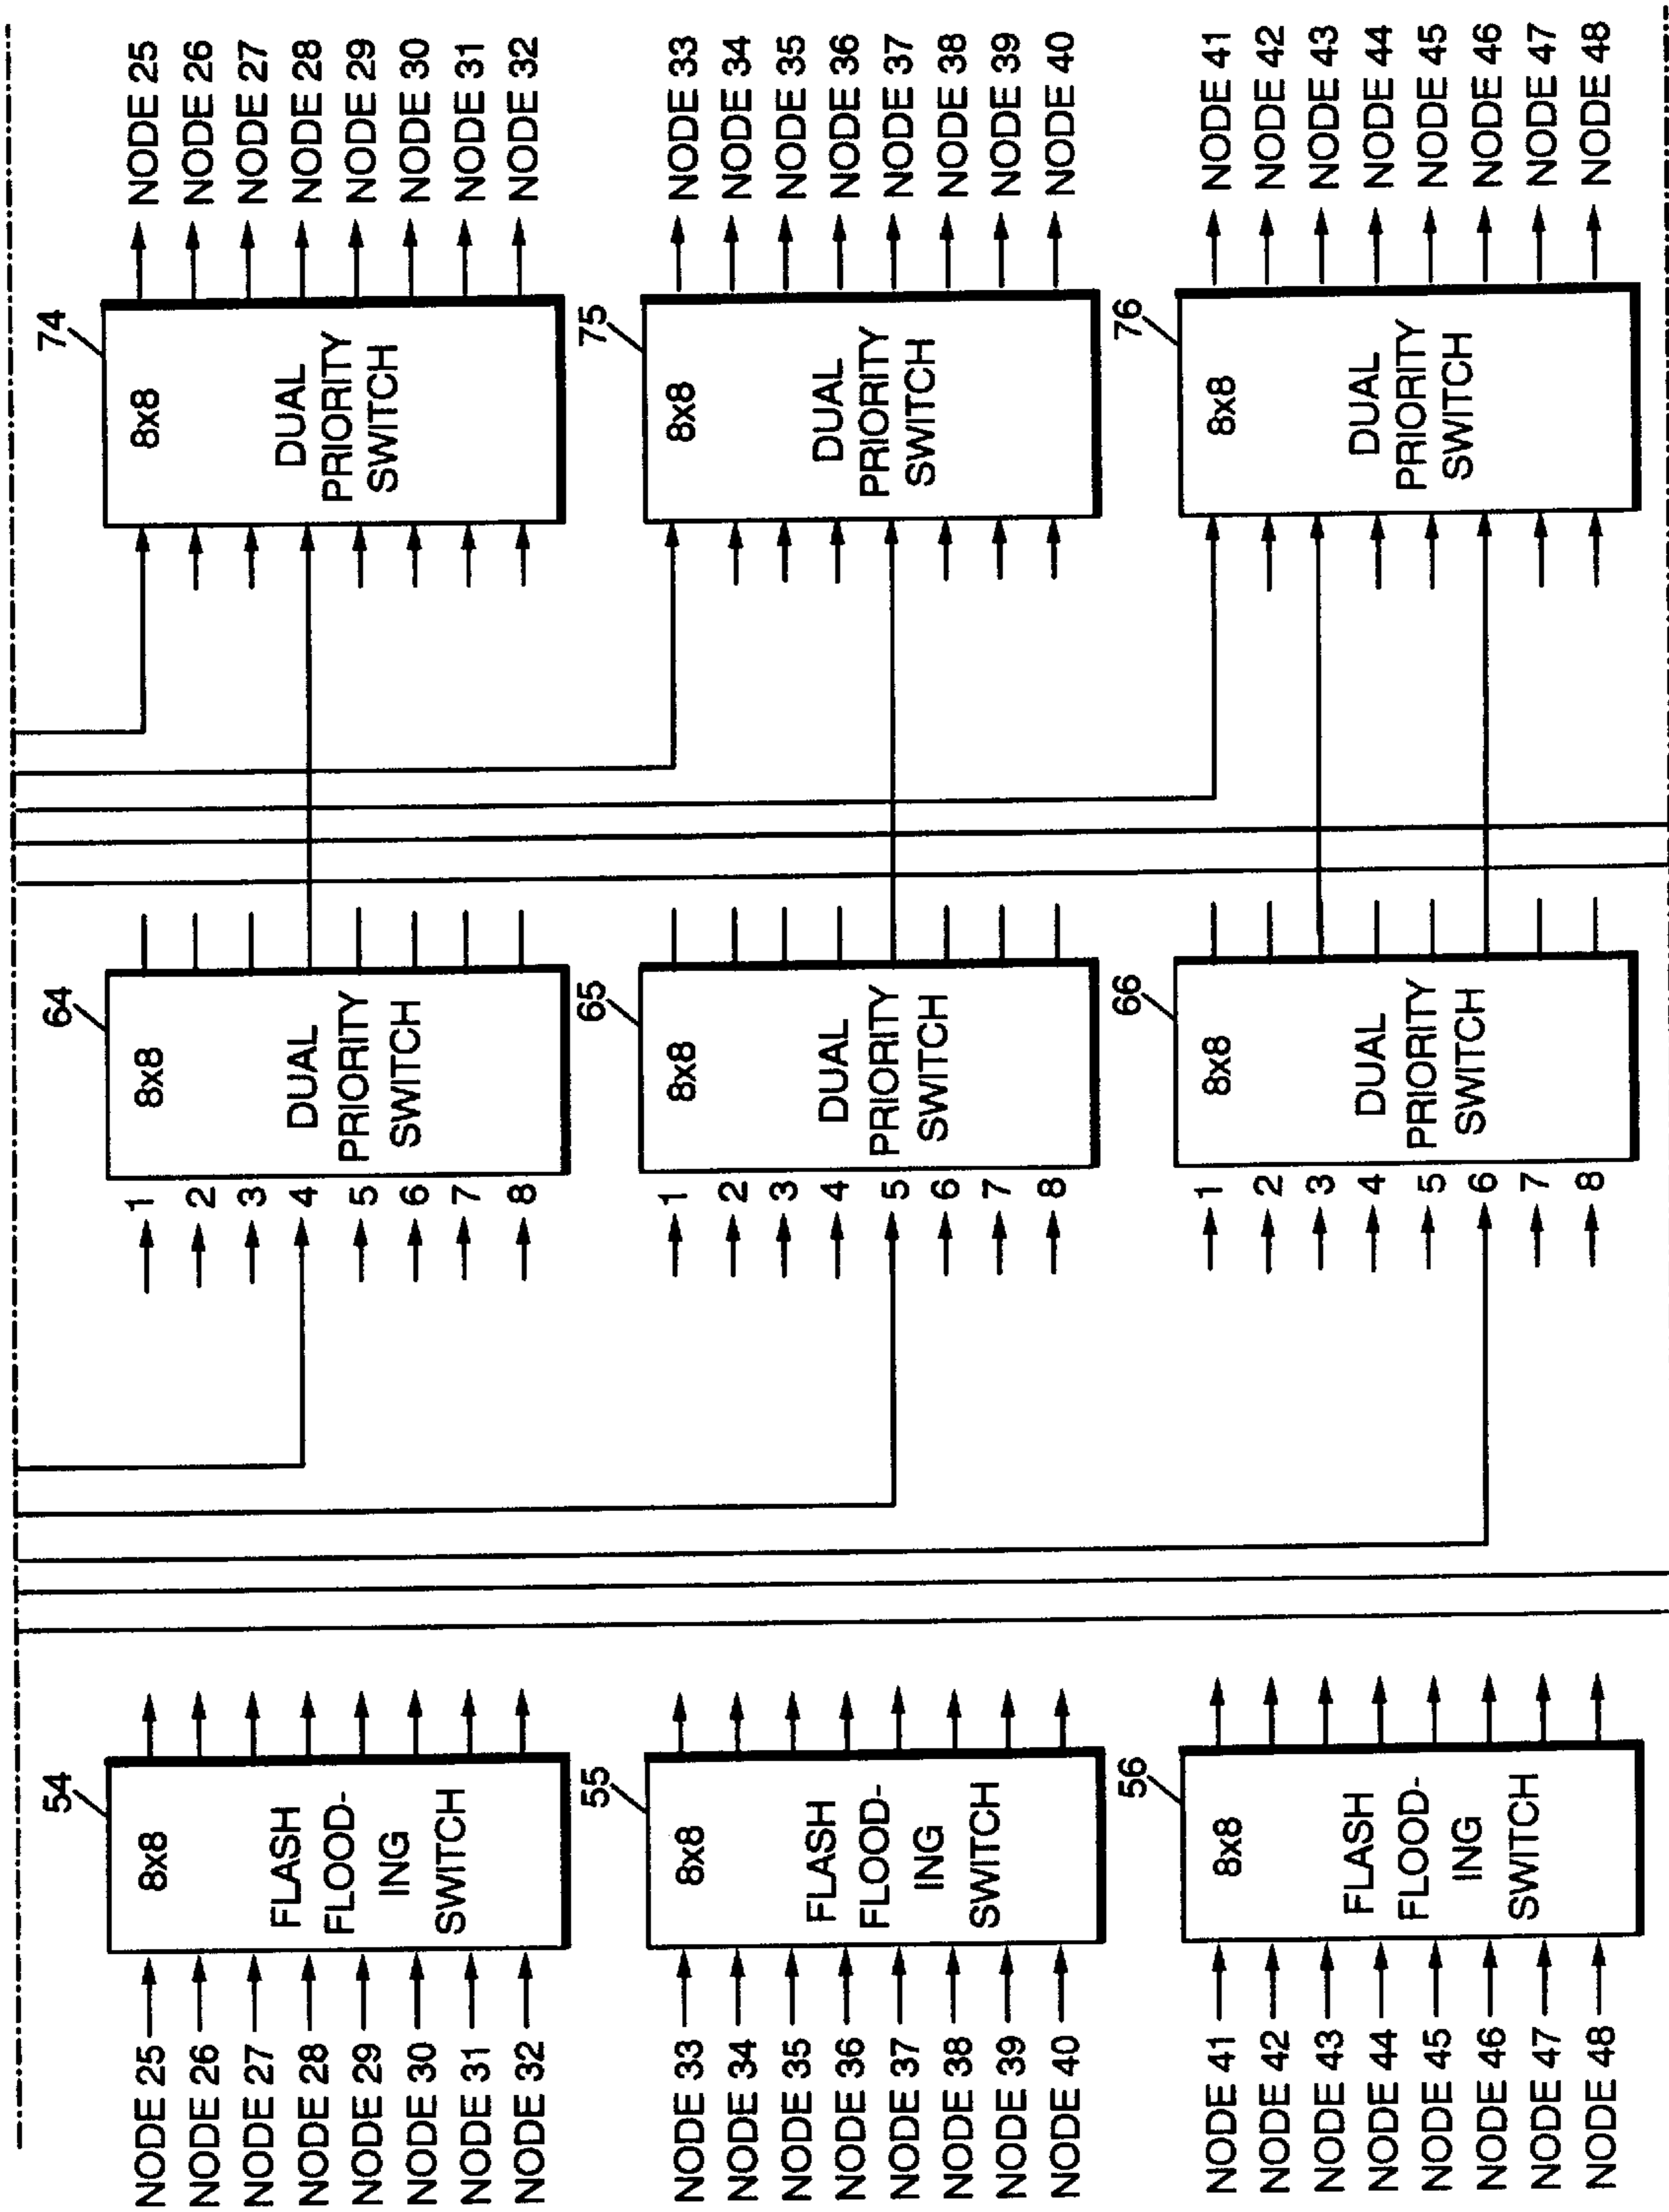 54
8x8
FLASH
FLOOD-
ING
SWITCH
NODE 25
NODE 26
NODE 27
NODE 28
NODE 29
NODE 30
NODE 31
NODE 32
64
8x8
DUAL
PRIORITY
SWITCH
1
2
3
4
5
6
7
8
74
8x8
DUAL
PRIORITY
SWITCH
NODE 25
NODE 26
NODE 27
NODE 28
NODE 29
NODE 30
NODE 31
NODE 32
55
8x8
FLASH
FLOOD-
ING
SWITCH
NODE 33
NODE 34
NODE 35
NODE 36
NODE 37
NODE 38
NODE 39
NODE 40
65
8x8
DUAL
PRIORITY
SWITCH
1
2
3
4
5
6
7
8
75
8x8
DUAL
PRIORITY
SWITCH
NODE 33
NODE 34
NODE 35
NODE 36
NODE 37
NODE 38
NODE 39
NODE 40
56
8x8
FLASH
FLOOD-
ING
SWITCH
NODE 41
NODE 42
NODE 43
NODE 44
NODE 45
NODE 46
NODE 47
NODE 48
66
8x8
DUAL
PRIORITY
SWITCH
1
2
3
4
5
6
7
8
76
8x8
DUAL
PRIORITY
SWITCH
NODE 41
NODE 42
NODE 43
NODE 44
NODE 45
NODE 46
NODE 47
NODE 48